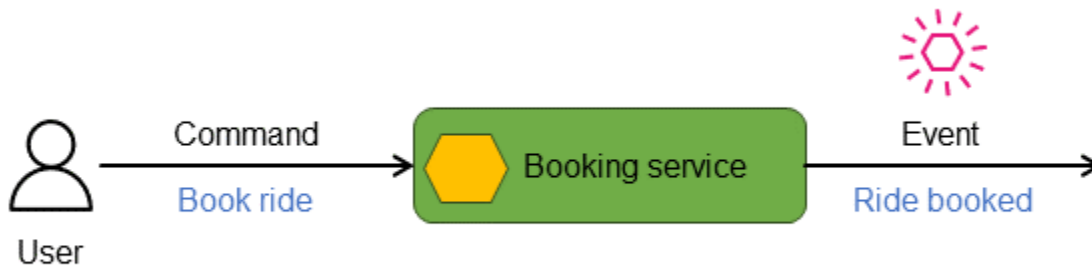 Command
Book ride
User
Booking service
Event
Ride booked